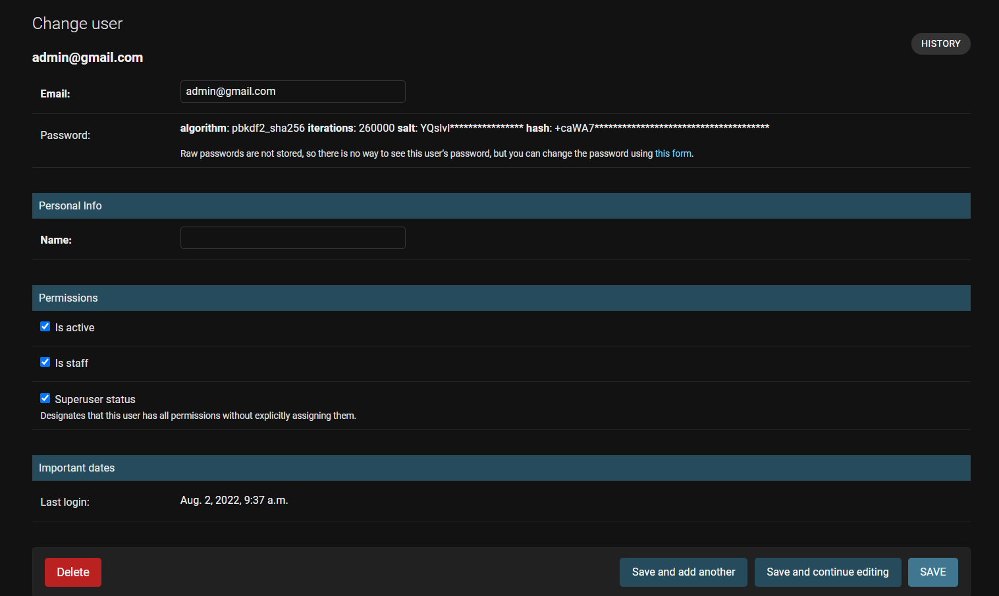 Change user
HISTORY
admin@gmail.com
Email: admin@gmail.com
Password: algorithm: pbkdf2_sha256 iterations: 260000 salt: YQslvl**************** hash: +caWA7**************************************
Raw passwords are not stored, so there is no way to see this user's password, but you can change the password using this form.
Personal Info
Name:
Permissions
Is active
Is staff
Superuser status
Designates that this user has all permissions without explicitly assigning them.
Important dates
Last login: Aug. 2, 2022, 9:37 a.m.
Delete Save and add another Save and continue editing SAVE